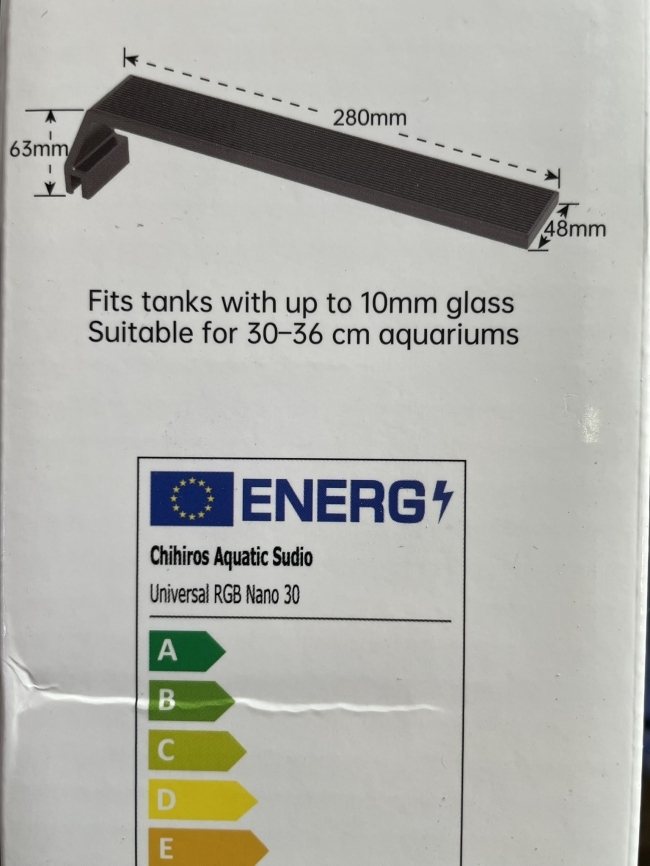 280mm
63mm
48mm
Fits tanks with up to 10mm glass
Suitable for 30–36 cm aquariums
ENERG
Chihiros Aquatic Sudio
Universal RGB Nano 30
A
B
C
D
E